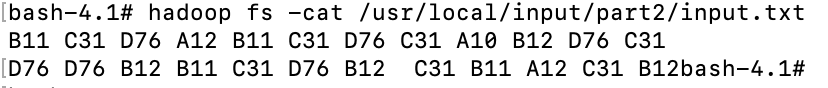 [bash-4.1# hadoop fs -cat /usr/local/input/part2/input.txt
B11 C31 D76 A12 B11 C31 D76 C31 A10 B12 D76 C31
[D76 D76 B12 B11 C31 D76 B12  C31 B11 A12 C31 B12bash-4.1#